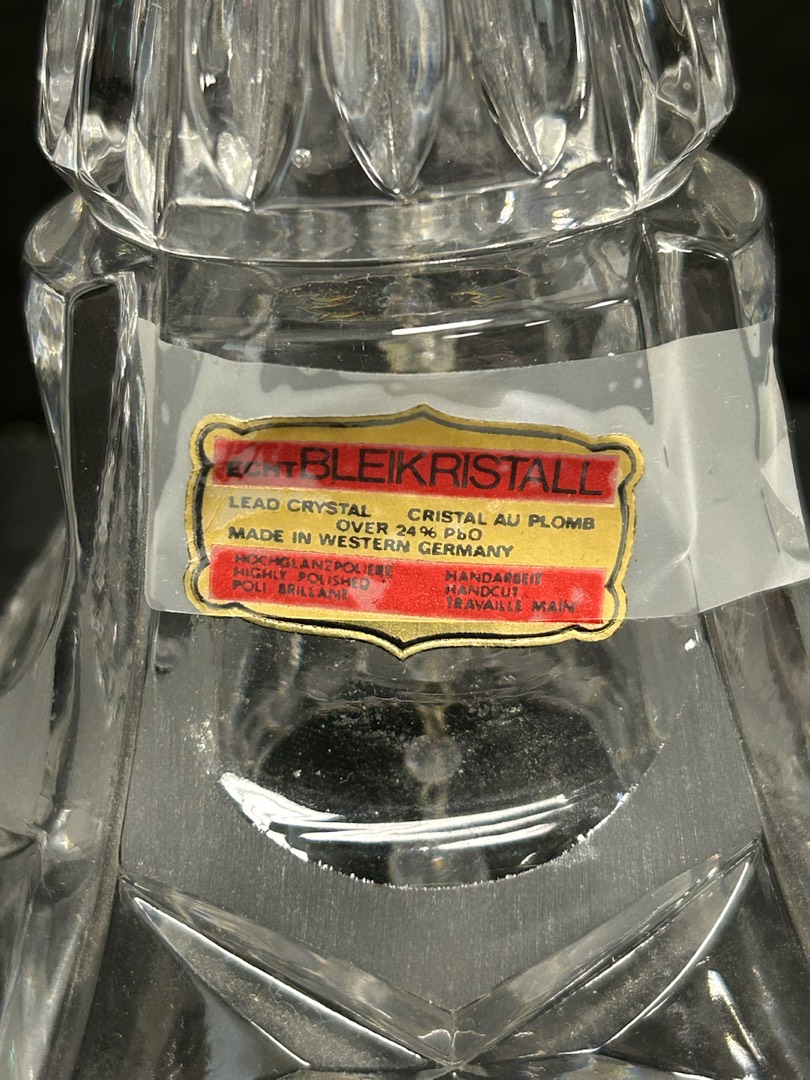 ECHT BLEIKRISTALL
LEAD CRYSTAL CRISTAL AU PLOMB
OVER 24% PbO
MADE IN WESTERN GERMANY
HOCHGLANZPOLIERT HANDARBEIT
HIGHLY POLISHED HANDCUT
POLI BRILLANT TRAVAILLE MAIN